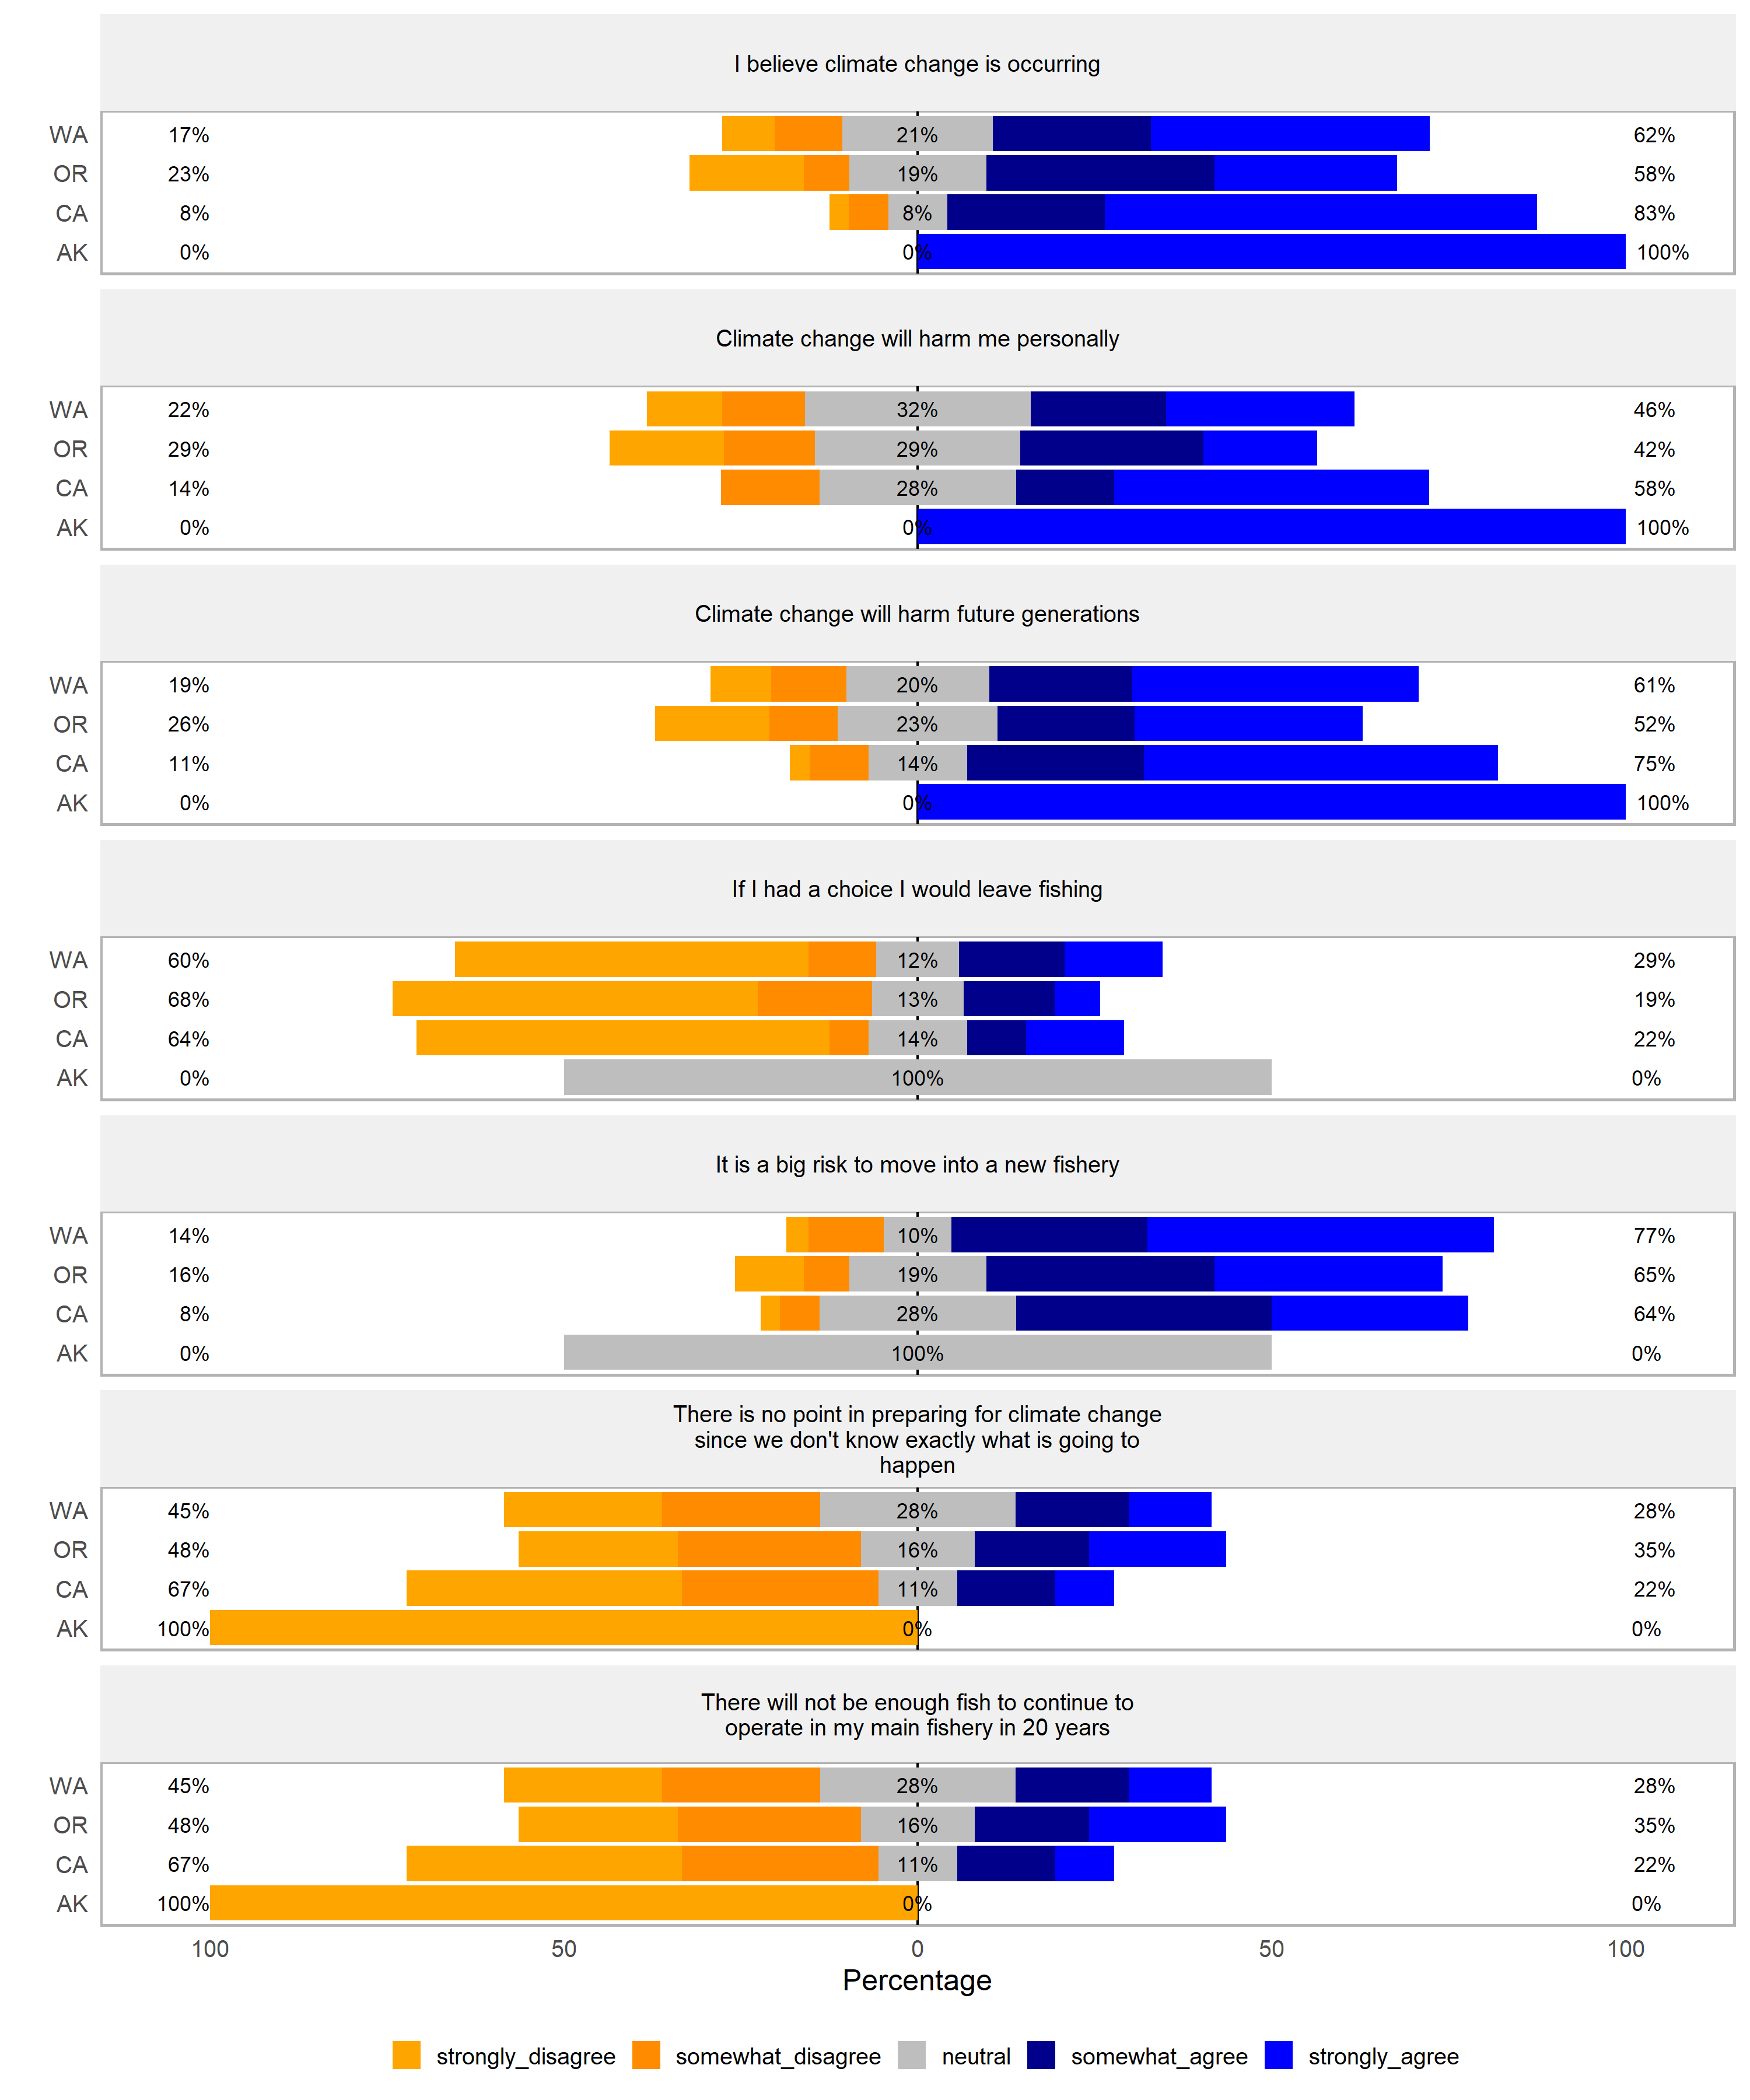 I believe climate change is occurring
WA 17% 21% 62%
OR 23% 19% 58%
CA 8% 8% 83%
AK 0% 0% 100%
Climate change will harm me personally
WA 22% 32% 46%
OR 29% 29% 42%
CA 14% 28% 58%
AK 0% 0% 100%
Climate change will harm future generations
WA 19% 20% 61%
OR 26% 23% 52%
CA 11% 14% 75%
AK 0% 0% 100%
If I had a choice I would leave fishing
WA 60% 12% 29%
OR 68% 13% 19%
CA 64% 14% 22%
AK 0% 100% 0%
It is a big risk to move into a new fishery
WA 14% 10% 77%
OR 16% 19% 65%
CA 8% 28% 64%
AK 0% 100% 0%
There is no point in preparing for climate change
since we don't know exactly what is going to
happen
WA 45% 28% 28%
OR 48% 16% 35%
CA 67% 11% 22%
AK 100% 0% 0%
There will not be enough fish to continue to
operate in my main fishery in 20 years
WA 45% 28% 28%
OR 48% 16% 35%
CA 67% 11% 22%
AK 100% 0% 0%
100 50 0 50 100
Percentage
strongly_disagree somewhat_disagree neutral somewhat_agree strongly_agree